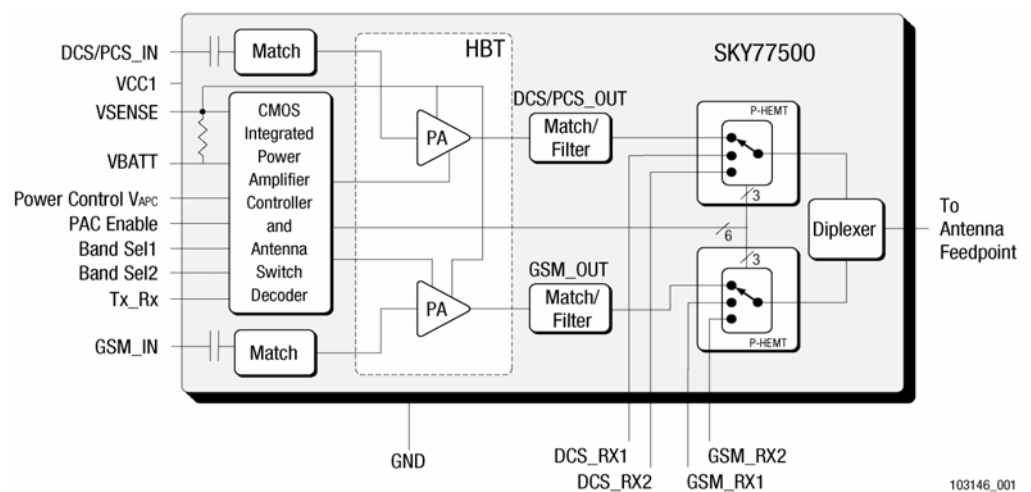 DCS/PCS_IN
VCC1
VSENSE
VBATT
Power Control VAPC
PAC Enable
Band Sel1
Band Sel2
Tx_Rx
GSM_IN
Match
CMOS
Integrated
Power
Amplifier
Controller
and
Antenna
Switch
Decoder
Match
HBT
PA
PA
SKY77500
DCS/PCS_OUT
Match/
Filter
GSM_OUT
Match/
Filter
P-HEMT
3
6
3
P-HEMT
Diplexer
To
Antenna
Feedpoint
GND
DCS_RX1
DCS_RX2
GSM_RX2
GSM_RX1
103146_001